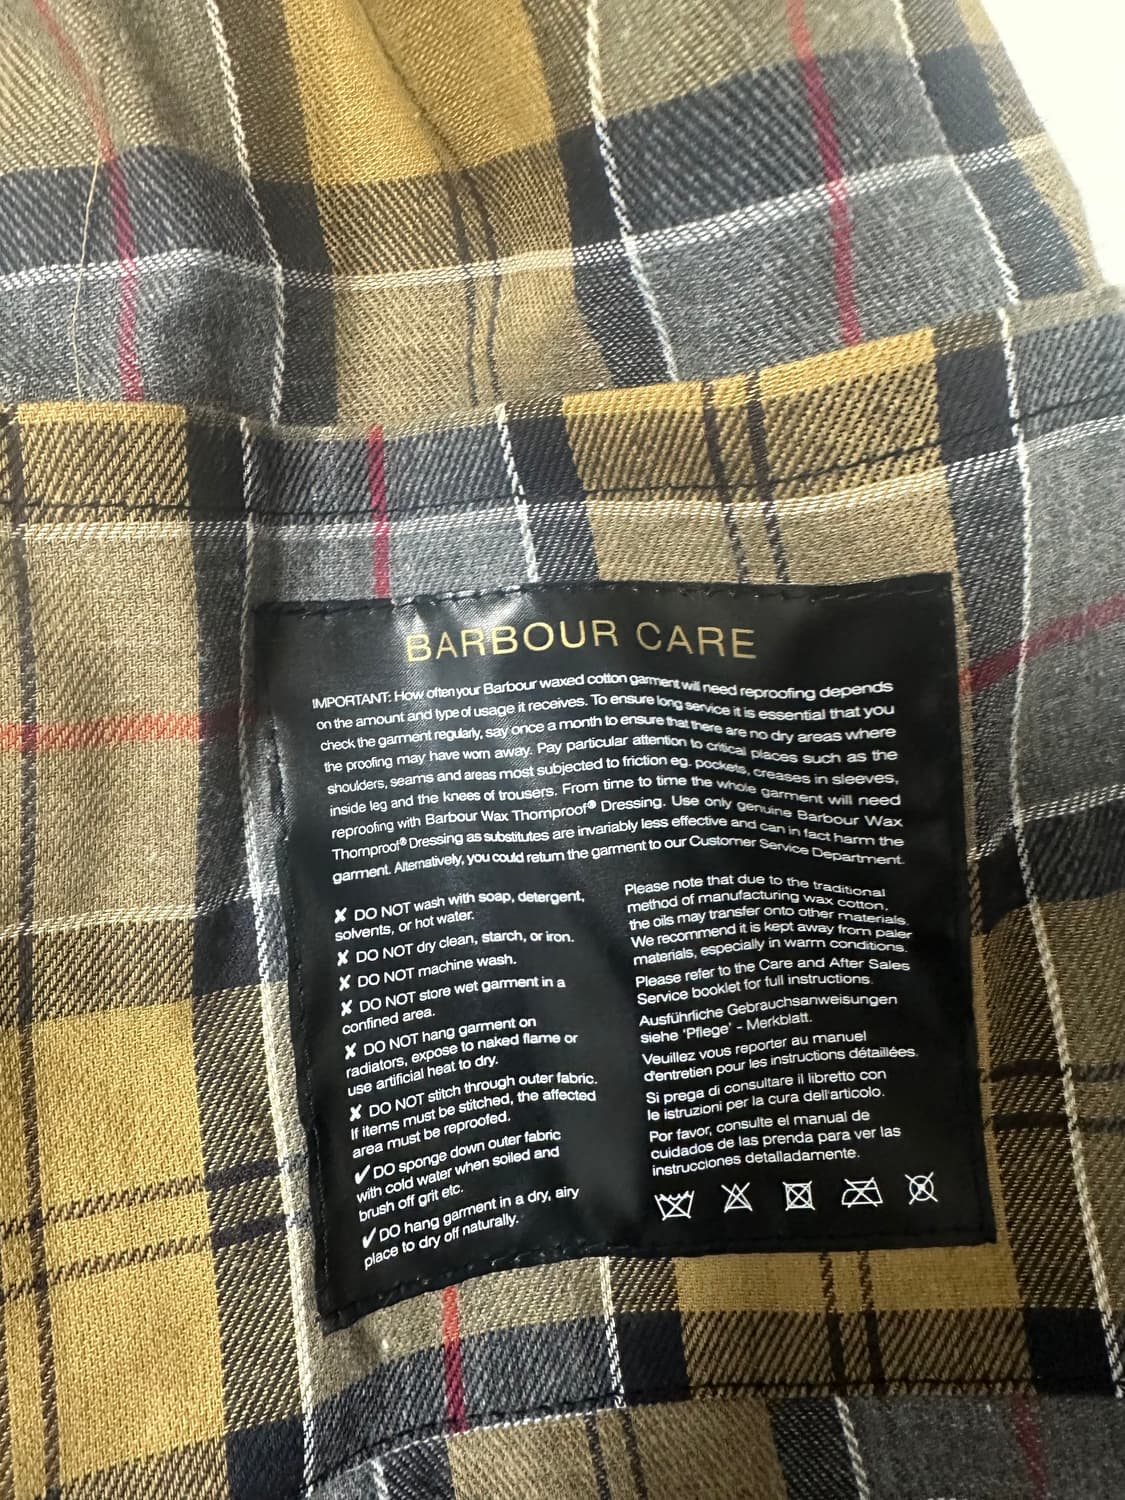 BARBOUR CARE
IMPORTANT: How often your Barbour waxed cotton garment will need reproofing depends
on the amount and type of usage it receives. To ensure long service it is essential that you
check the garment regularly, say once a month to ensure that there are no dry areas where
the proofing may have worn away. Pay particular attention to critical places such as the
shoulders, seams and areas most subjected to friction eg. pockets, creases in sleeves,
inside leg and the knees of trousers. From time to time the whole garment will need
reproofing with Barbour Wax Thornproof® Dressing. Use only genuine Barbour Wax
Thornproof® Dressing as substitutes are invariably less effective and can in fact harm the
garment. Alternatively, you could return the garment to our Customer Service Department.
✘ DO NOT wash with soap, detergent,
solvents, or hot water.
✘ DO NOT dry clean, starch, or iron.
✘ DO NOT machine wash.
✘ DO NOT store wet garment in a
confined area.
✘ DO NOT hang garment on
radiators, expose to naked flame or
use artificial heat to dry.
✘ DO NOT stitch through outer fabric.
If items must be stitched, the affected
area must be reproofed.
✔ DO sponge down outer fabric
with cold water when soiled and
brush off grit etc.
✔ DO hang garment in a dry, airy
place to dry off naturally.
Please note that due to the traditional
method of manufacturing wax cotton,
the oils may transfer onto other materials.
We recommend it is kept away from paler
materials, especially in warm conditions.
Please refer to the Care and After Sales
Service booklet for full instructions.
Ausführliche Gebrauchsanweisungen
siehe 'Pflege' - Merkblatt.
Veuillez vous reporter au manuel
d'entretien pour les instructions détaillées.
Si prega di consultare il libretto con
le istruzioni per la cura dell'articolo.
Por favor, consulte el manual de
cuidados de las prenda para ver las
instrucciones detalladamente.